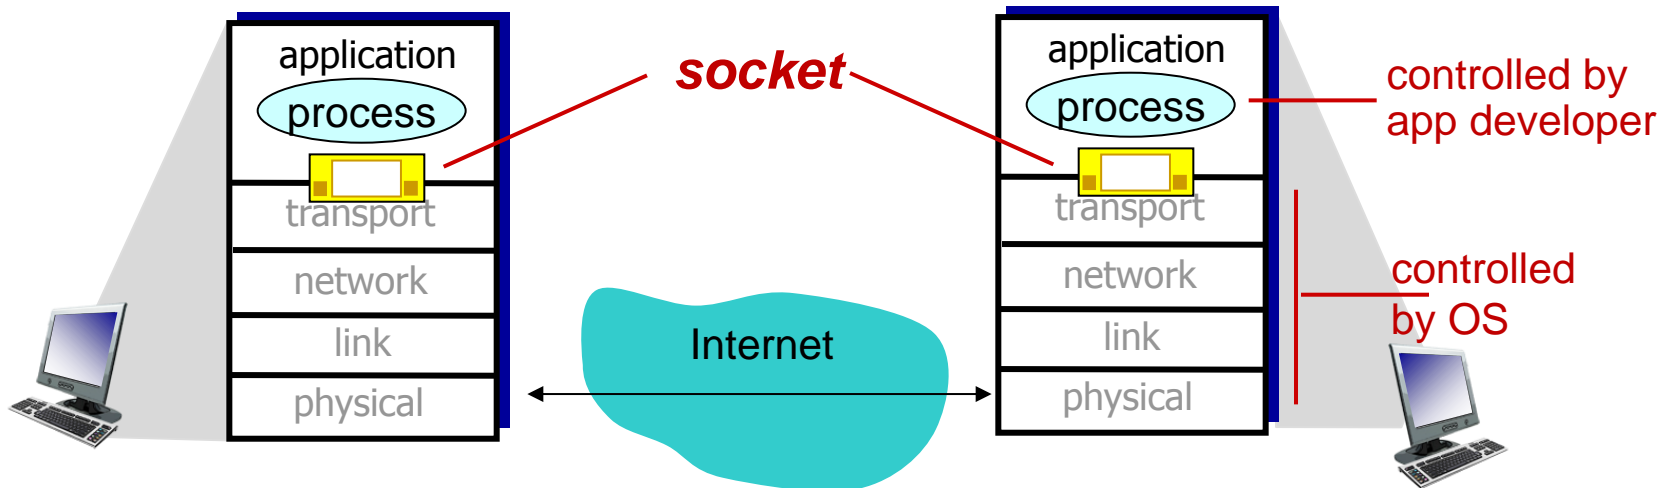 application
process
transport
network
link
physical
socket
Internet
application
process
transport
network
link
physical
controlled by
app developer
controlled
by OS